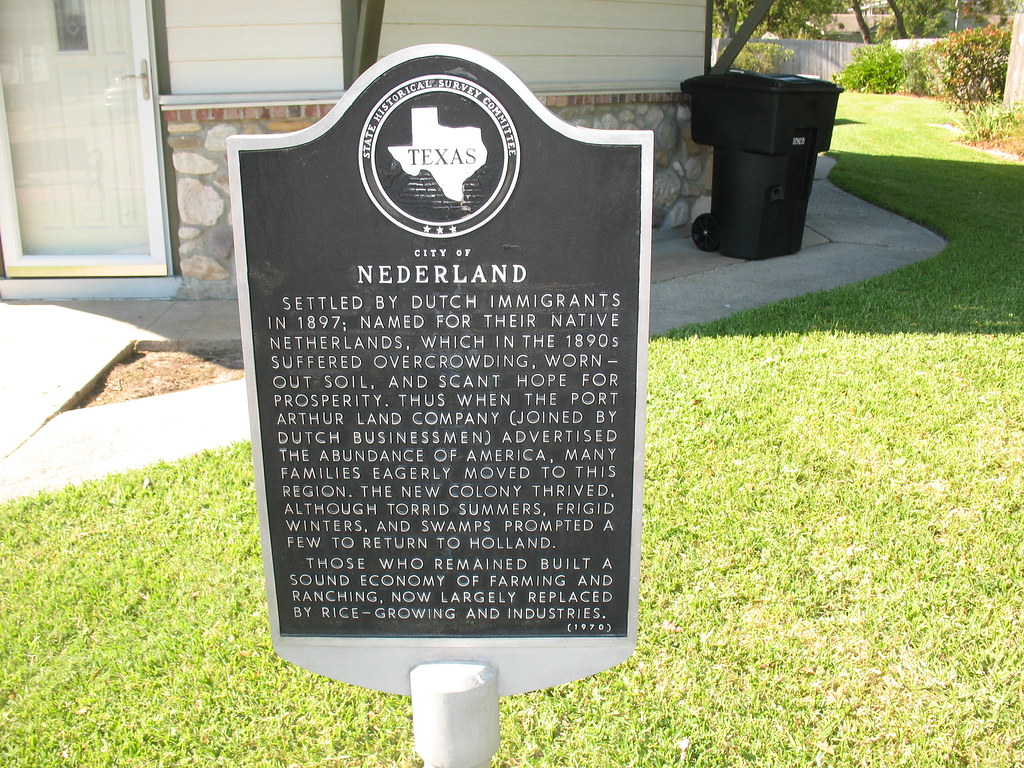 STATE HISTORICAL SURVEY COMMITTEE
TEXAS
CITY OF
NEDERLAND
SETTLED BY DUTCH IMMIGRANTS
IN 1897; NAMED FOR THEIR NATIVE
NETHERLANDS, WHICH IN THE 1890s
SUFFERED OVERCROWDING, WORN-
OUT SOIL, AND SCANT HOPE FOR
PROSPERITY. THUS WHEN THE PORT
ARTHUR LAND COMPANY (JOINED BY
DUTCH BUSINESSMEN) ADVERTISED
THE ABUNDANCE OF AMERICA, MANY
FAMILIES EAGERLY MOVED TO THIS
REGION. THE NEW COLONY THRIVED,
ALTHOUGH TORRID SUMMERS, FRIGID
WINTERS, AND SWAMPS PROMPTED A
FEW TO RETURN TO HOLLAND.
THOSE WHO REMAINED BUILT A
SOUND ECONOMY OF FARMING AND
RANCHING, NOW LARGELY REPLACED
BY RICE-GROWING AND INDUSTRIES.
(1970)